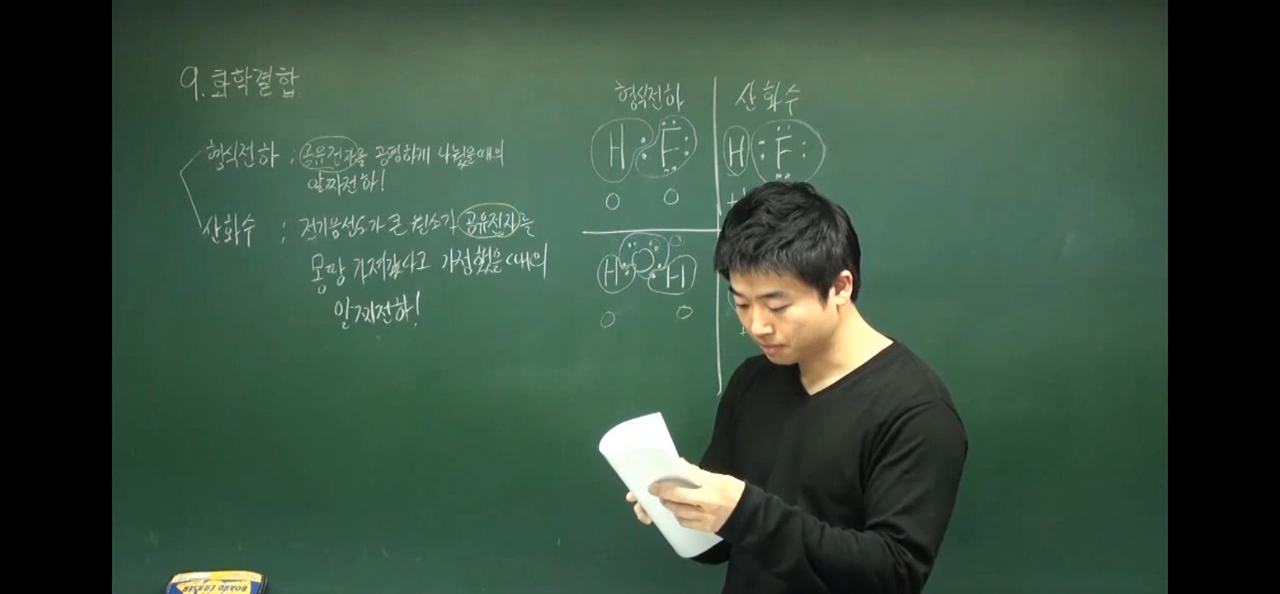 9. 화학결합
형식전하 ; 공유전자를 공평하게 나눴을때의
알짜전하!
산화수 ; 전기음성도가 큰 원소가 공유전자를
몽땅 가져갔다고 가정했을 때의
알짜전하!
형식전하 산화수
H F H F
0 0 +1
H O H
0 0
BOARD ERASER